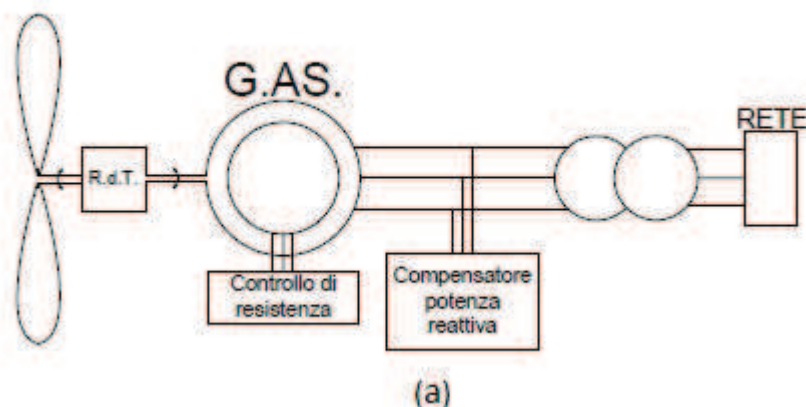 G.AS.
RETE
R.d.T.
Controllo di
resistenza
Compensatore
potenza
reattiva
(a)